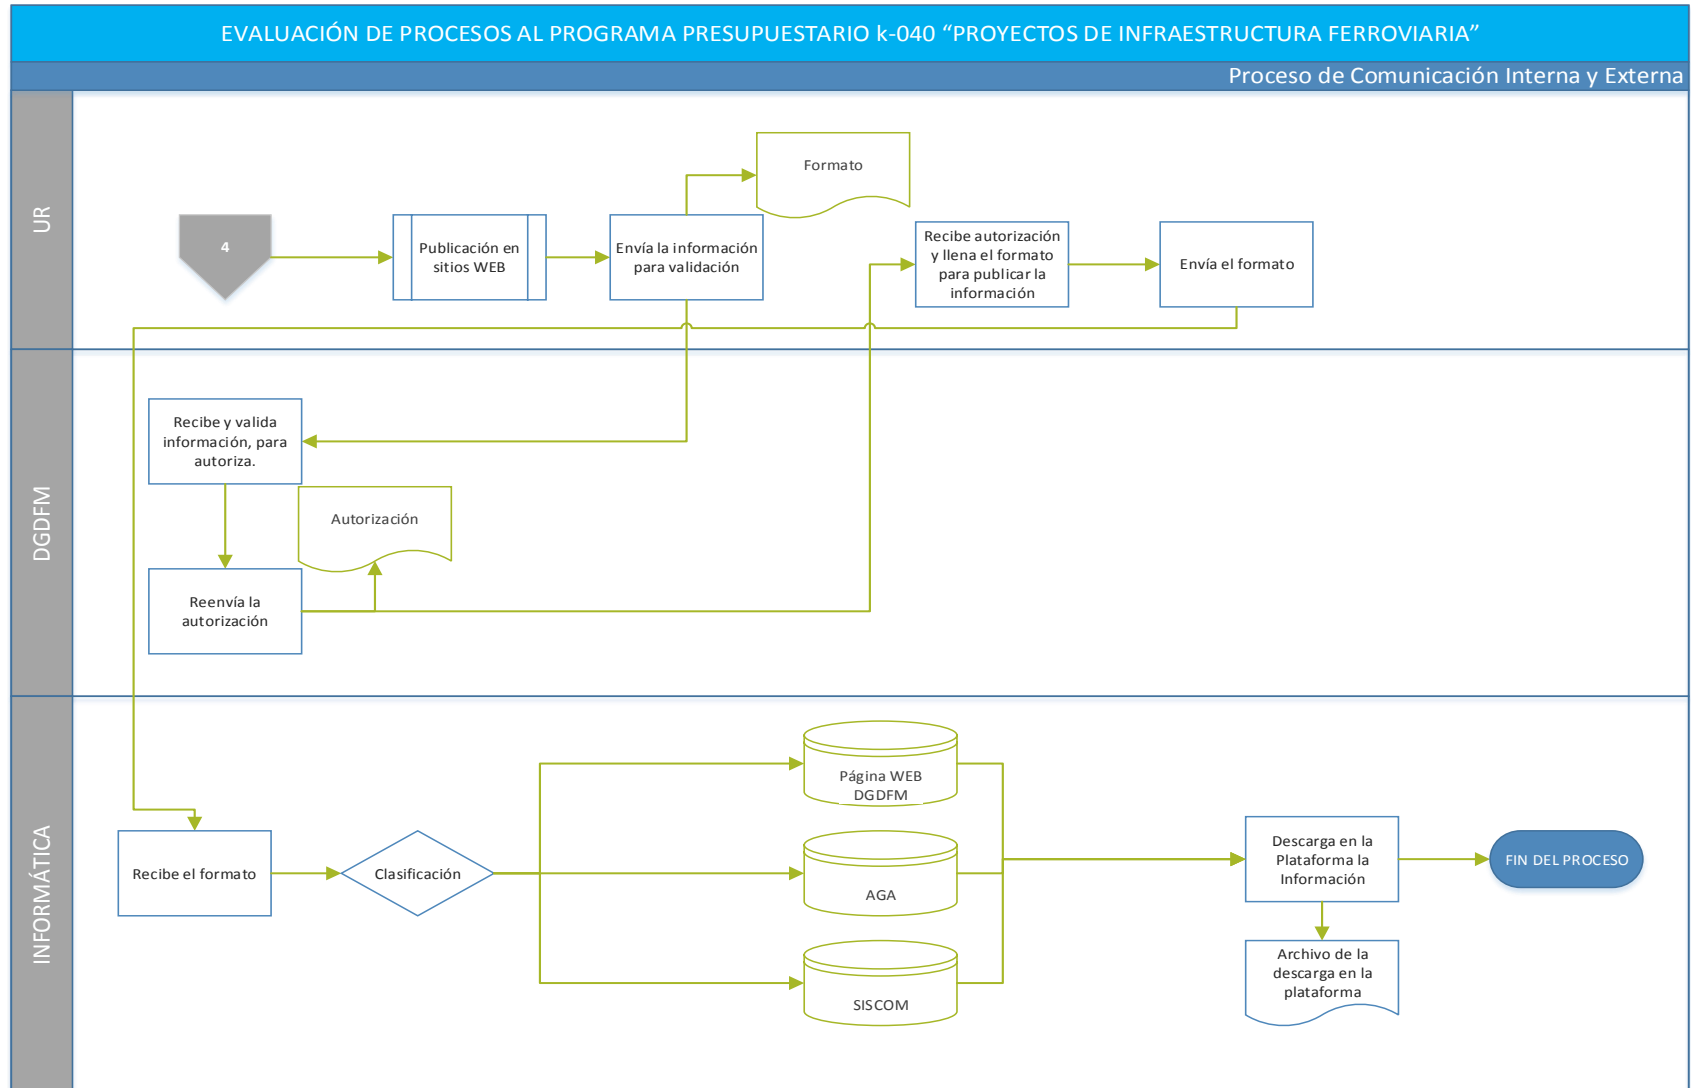 EVALUACIÓN DE PROCESOS AL PROGRAMA PRESUPUESTARIO k-040 “PROYECTOS DE INFRAESTRUCTURA FERROVIARIA”
Proceso de Comunicación Interna y Externa
UR
4
Publicación en
sitios WEB
Envía la información
para validación
Formato
Recibe autorización
y llena el formato
para publicar la
información
Envía el formato
DGDFM
Recibe y valida
información, para
autoriza.
Autorización
Reenvía la
autorización
INFORMÁTICA
Recibe el formato
Clasificación
Página WEB
DGDFM
AGA
SISCOM
Descarga en la
Plataforma la
Información
FIN DEL PROCESO
Archivo de la
descarga en la
plataforma